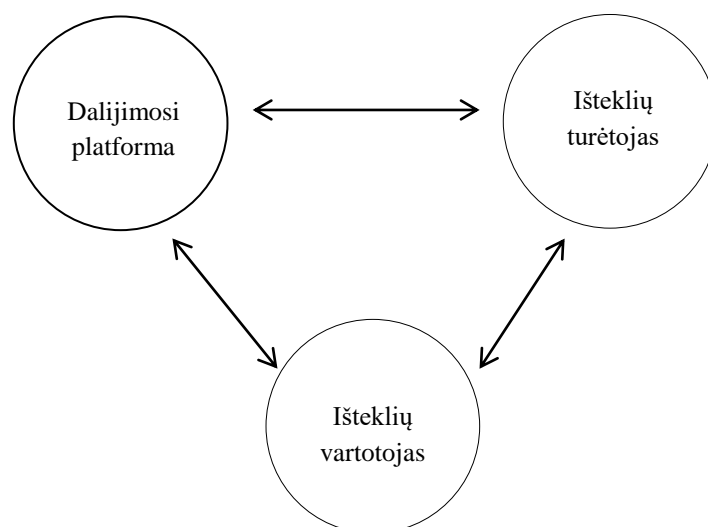 Dalijimosi
platforma
Išteklių
turėtojas
Išteklių
vartotojas